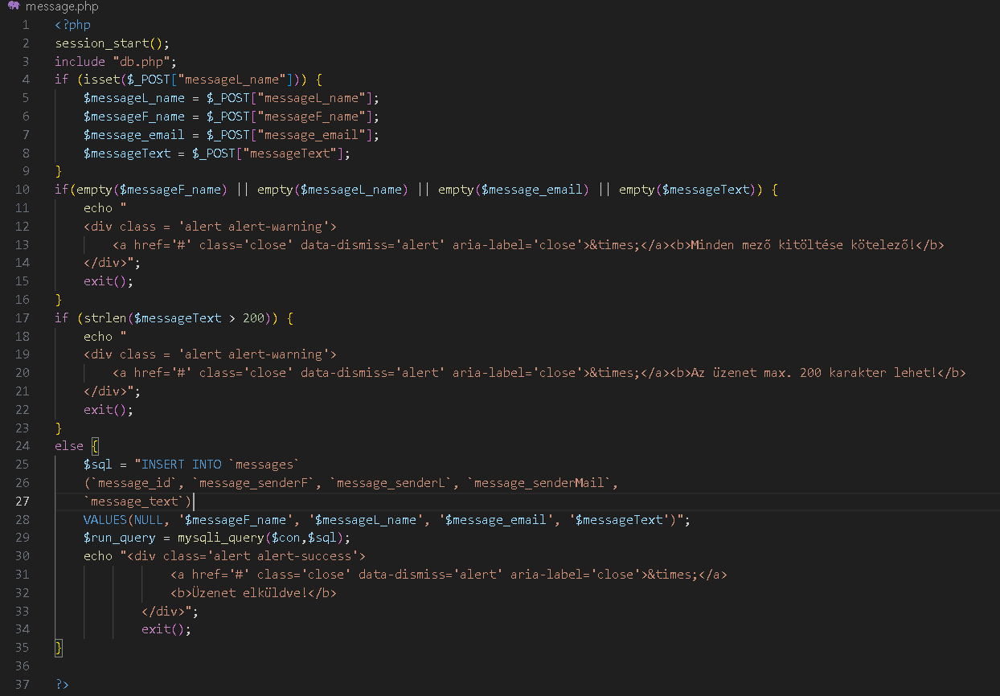 message.php
1 <?php
2 session_start();
3 include "db.php";
4 if (isset($_POST["messageL_name"])) {
5 $messageL_name = $_POST["messageL_name"];
6 $messageF_name = $_POST["messageF_name"];
7 $message_email = $_POST["message_email"];
8 $messageText = $_POST["messageText"];
9 }
10 if(empty($messageF_name) || empty($messageL_name) || empty($message_email) || empty($messageText)) {
11 echo "
12 <div class = 'alert alert-warning'>
13 <a href='#' class='close' data-dismiss='alert' aria-label='close'>&times;</a><b>Minden mező kitöltése kötelező!</b>
14 </div>";
15 exit();
16 }
17 if (strlen($messageText > 200)) {
18 echo "
19 <div class = 'alert alert-warning'>
20 <a href='#' class='close' data-dismiss='alert' aria-label='close'>&times;</a><b>Az üzenet max. 200 karakter lehet!</b>
21 </div>";
22 exit();
23 }
24 else {
25 $sql = "INSERT INTO `messages`
26 (`message_id`, `message_senderF`, `message_senderL`, `message_senderMail`,
27 `message_text`)
28 VALUES(NULL, '$messageF_name', '$messageL_name', '$message_email', '$messageText')";
29 $run_query = mysqli_query($con,$sql);
30 echo "<div class='alert alert-success'>
31 <a href='#' class='close' data-dismiss='alert' aria-label='close'>&times;</a>
32 <b>Üzenet elküldve!</b>
33 </div>";
34 exit();
35 }
36
37 ?>